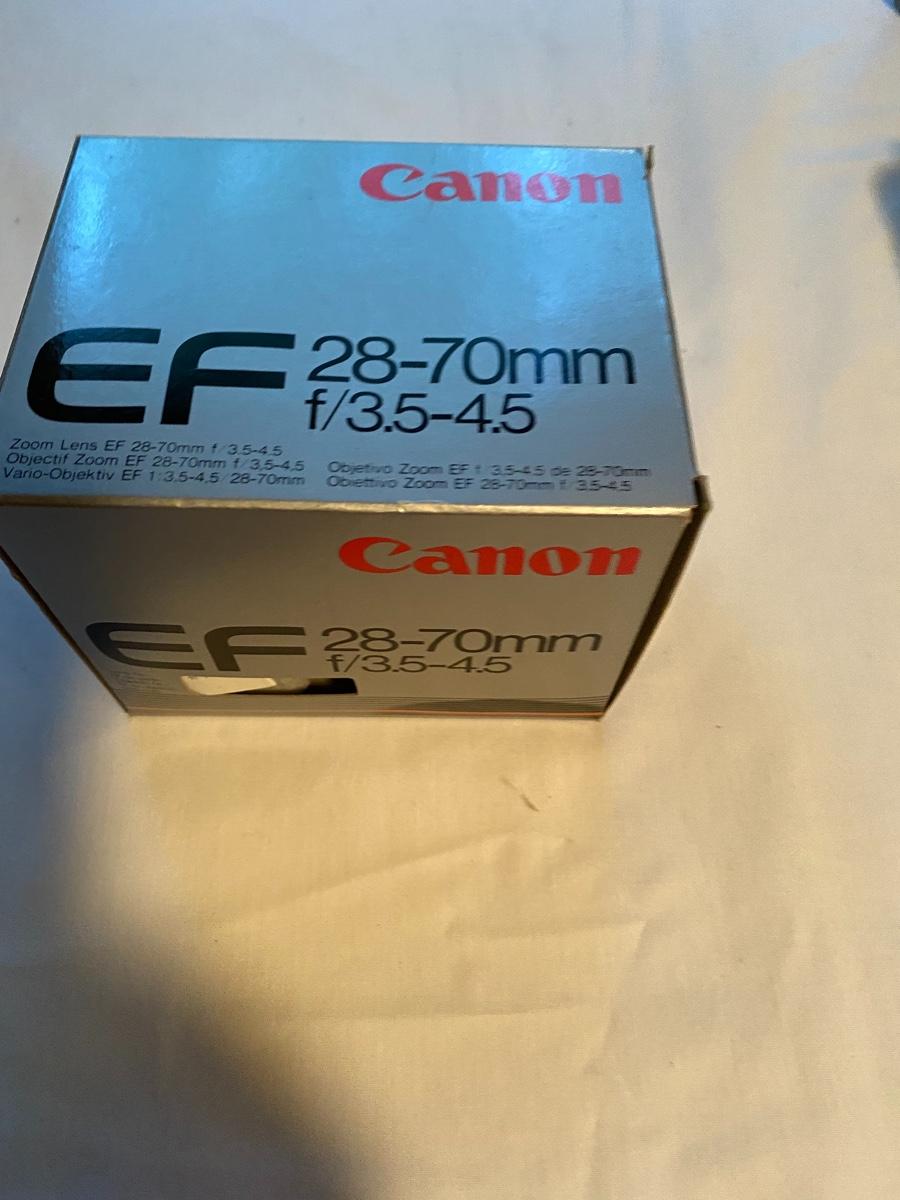 Canon
EF 28-70mm
f/3.5-4.5
Zoom Lens EF 28-70mm f/3.5-4.5
Objectif Zoom EF 28-70mm f/3,5-4,5
Vario-Objektiv EF 1:3,5-4,5/28-70mm
Objetivo Zoom EF f/3,5-4,5 de 28-70mm
Obiettivo Zoom EF 28-70mm f/3,5-4,5
Canon
EF 28-70mm
f/3.5-4.5